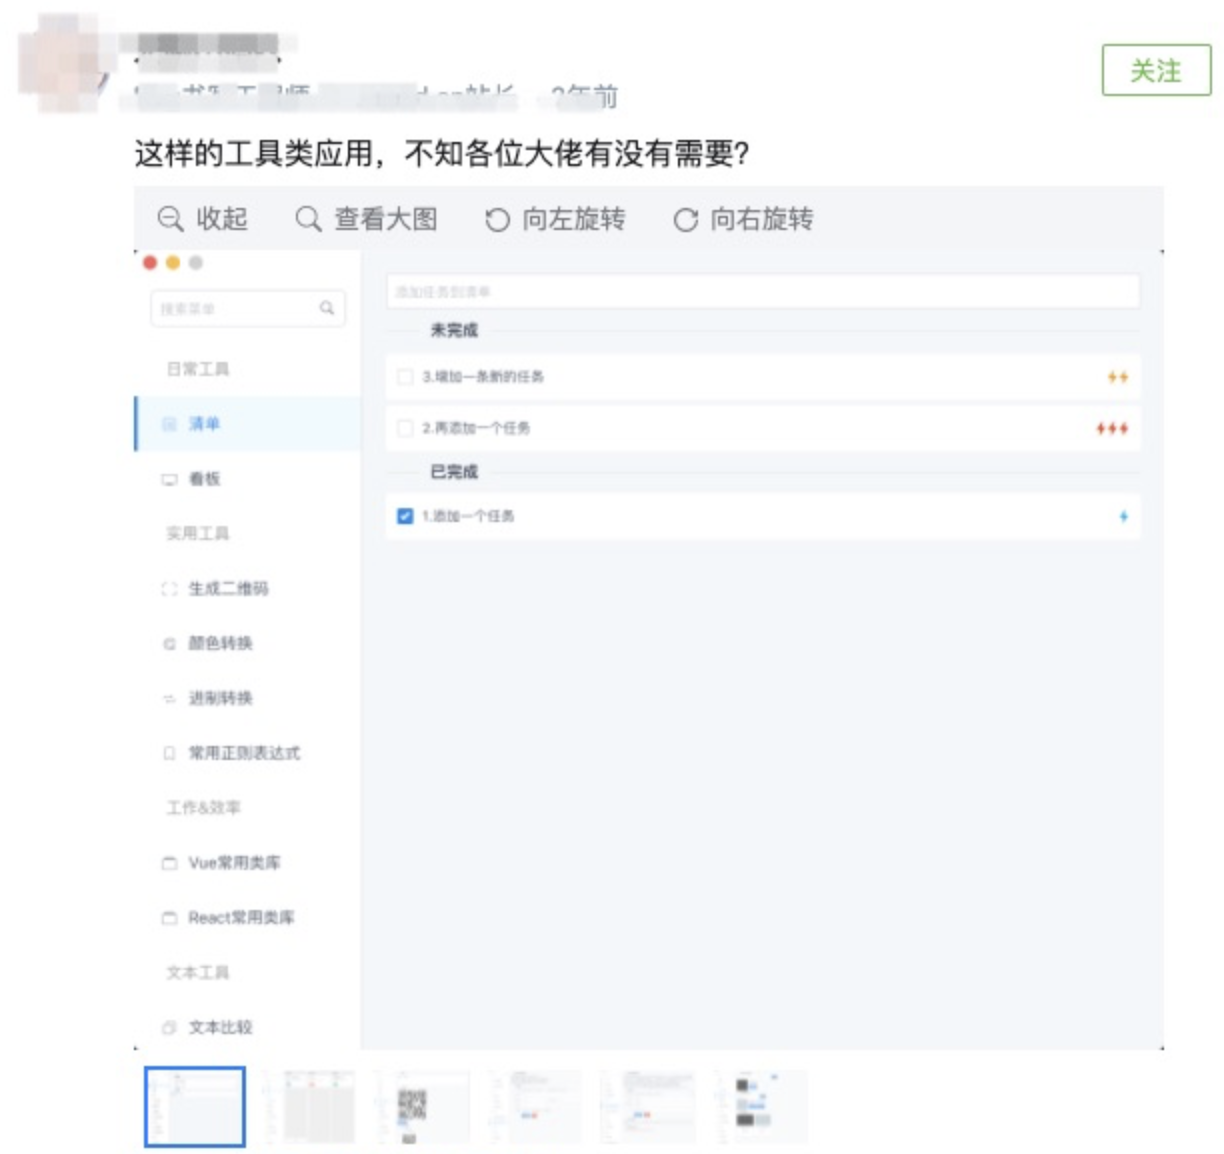 关注
这样的工具类应用，不知各位大佬有没有需要？
收起 查看大图 向左旋转 向右旋转
搜索菜单
日常工具
清单
看板
实用工具
生成二维码
颜色转换
进制转换
常用正则表达式
工作&效率
Vue常用类库
React常用类库
文本工具
文本比较
添加任务到清单
未完成
3.增加一条新的任务
2.再添加一个任务
已完成
1.添加一个任务